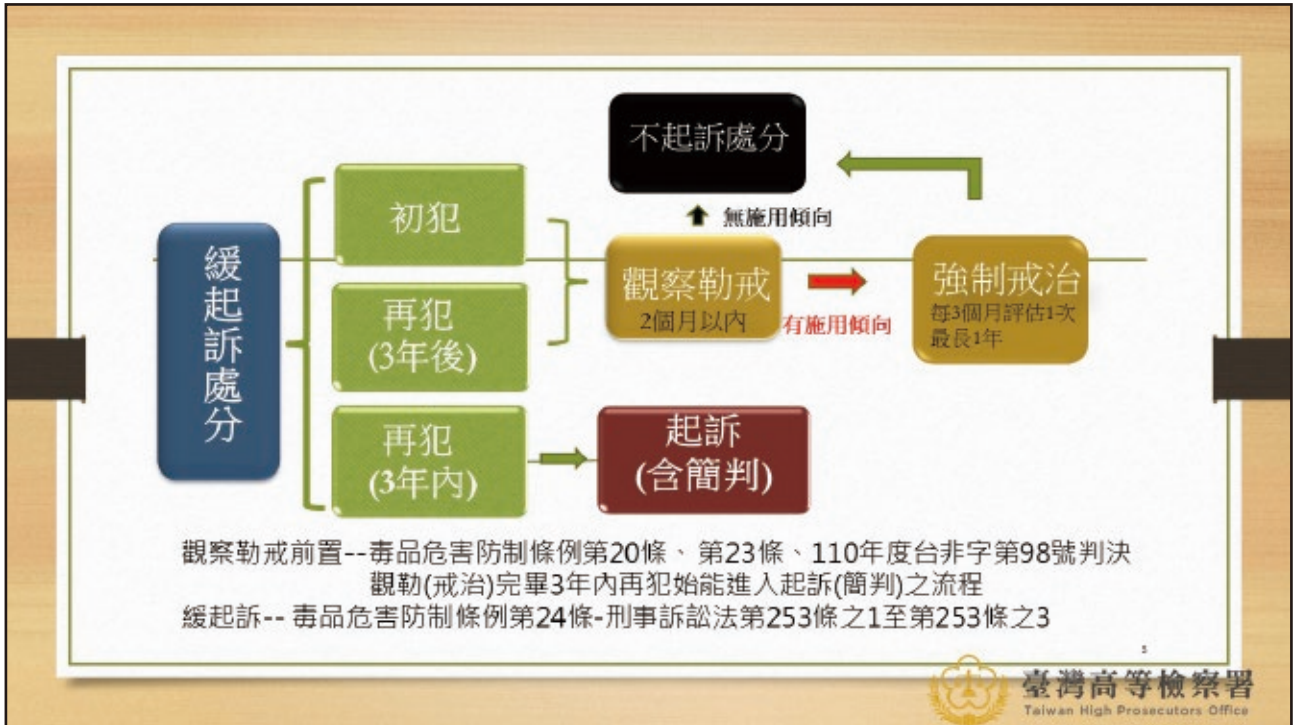 不起訴處分
初犯
無施用傾向
緩起訴處分
觀察勒戒
2個月以內
有施用傾向
強制戒治
每3個月評估1次
最長1年
再犯
(3年後)
再犯
(3年內)
起訴
(含簡判)
觀察勒戒前置--毒品危害防制條例第20條、 第23條、110年度台非字第98號判決
觀勒(戒治)完畢3年內再犯始能進入起訴(簡判)之流程
緩起訴-- 毒品危害防制條例第24條-刑事訴訟法第253條之1至第253條之3
臺灣高等檢察署
Taiwan High Prosecutors Office